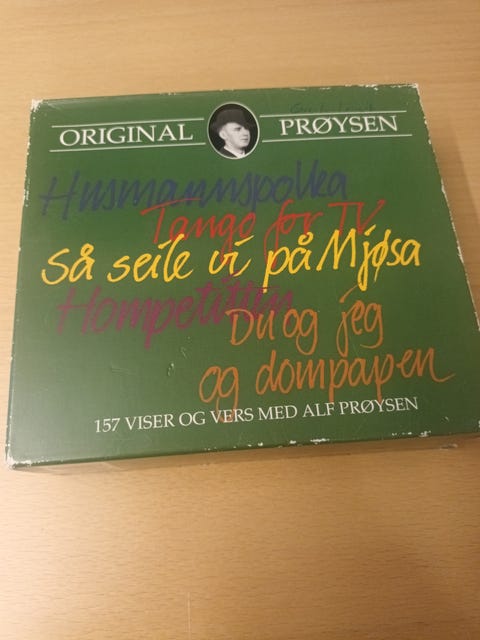 ORIGINAL PRØYSEN
Husmannspolka
Tango for TV
Så seile vi på Mjøsa
Hompetitten
Du og jeg
og dompapen
157 VISER OG VERS MED ALF PRØYSEN